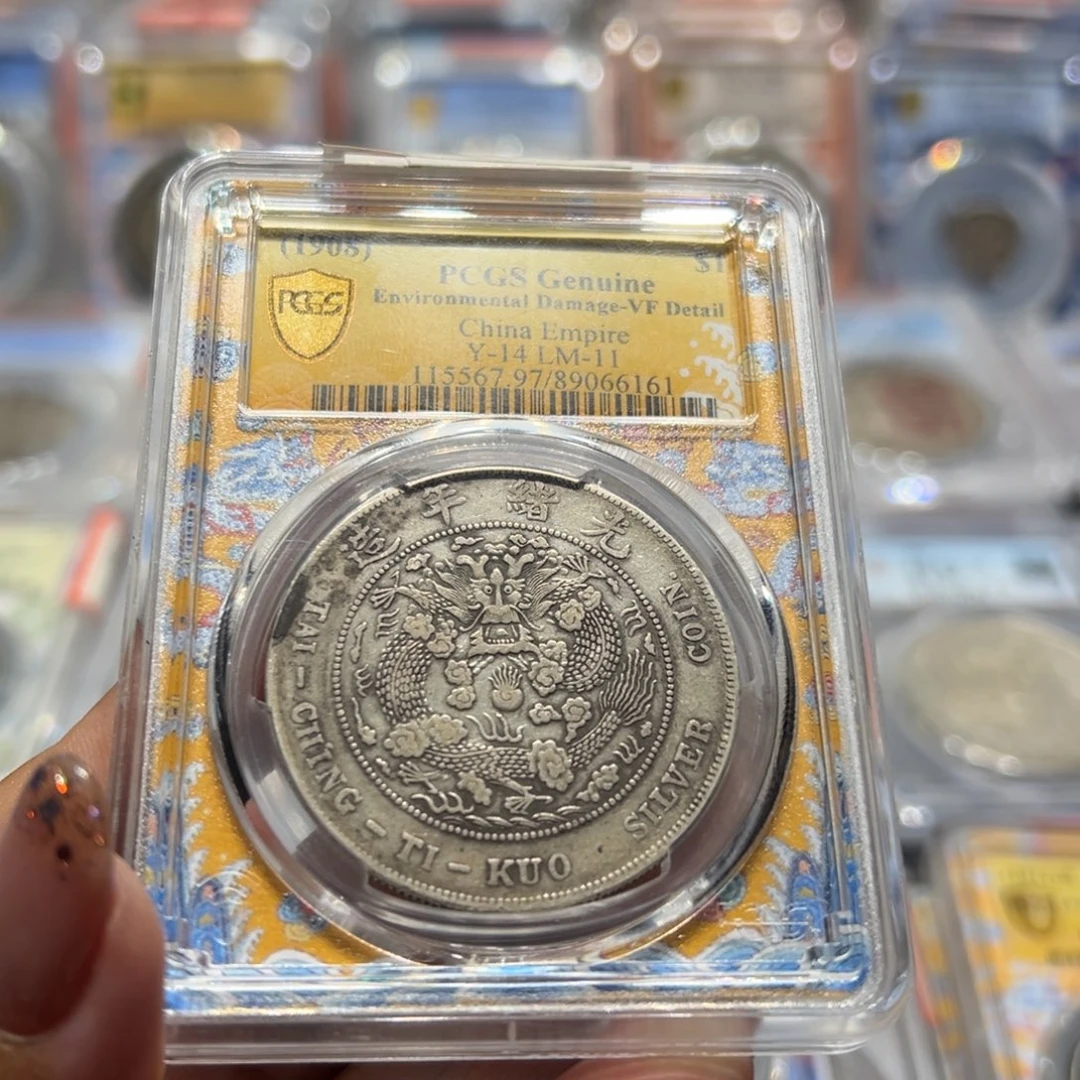 (1908) $1
PCGS Genuine
PCGS
Environmental Damage-VF Detail
China Empire
Y-14 LM-11
115567.97/89066161
造年緒光
TAI-CHING-TI-KUO· SILVER COIN.